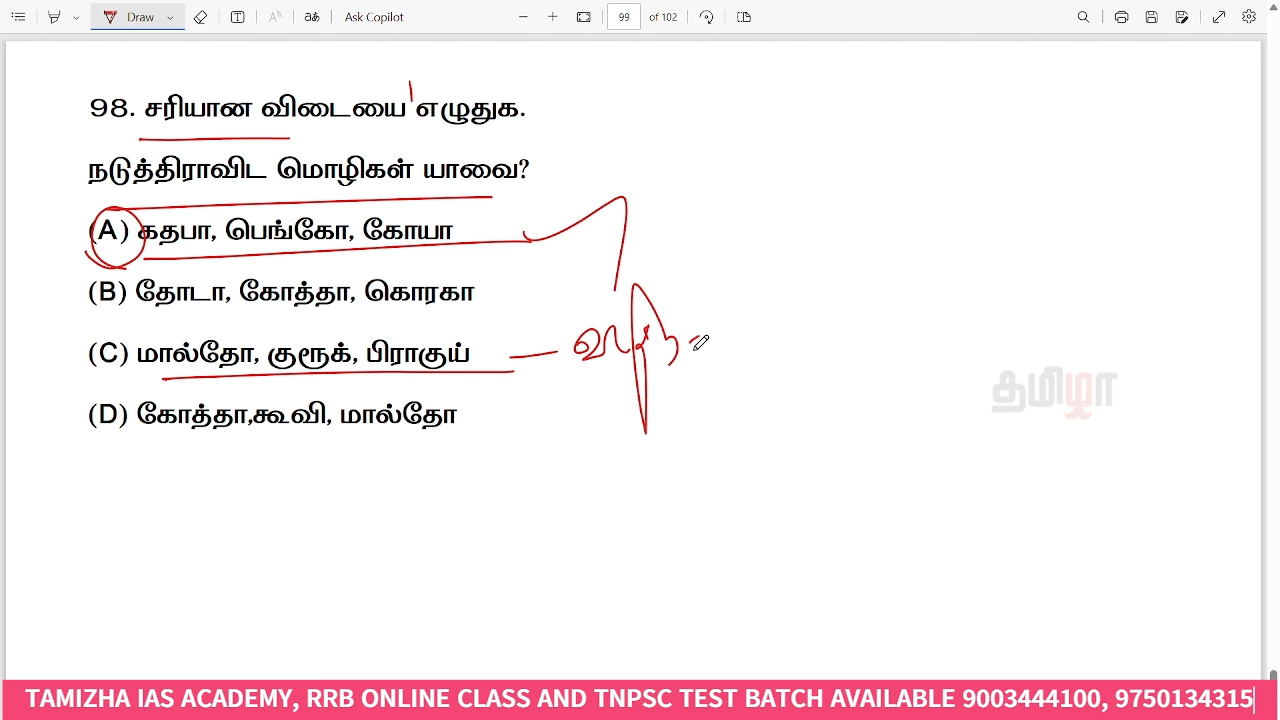 Draw
Ask Copilot
99 of 102
98. சரியான விடையை எழுதுக.
நடுத்திராவிட மொழிகள் யாவை?
(A) கதபா, பெங்கோ, கோயா
(B) தோடா, கோத்தா, கொரகா
(C) மால்தோ, குரூக், பிராகுய்
(D) கோத்தா,கூவி, மால்தோ
தமிழா
TAMIZHA IAS ACADEMY, RRB ONLINE CLASS AND TNPSC TEST BATCH AVAILABLE 9003444100, 9750134315